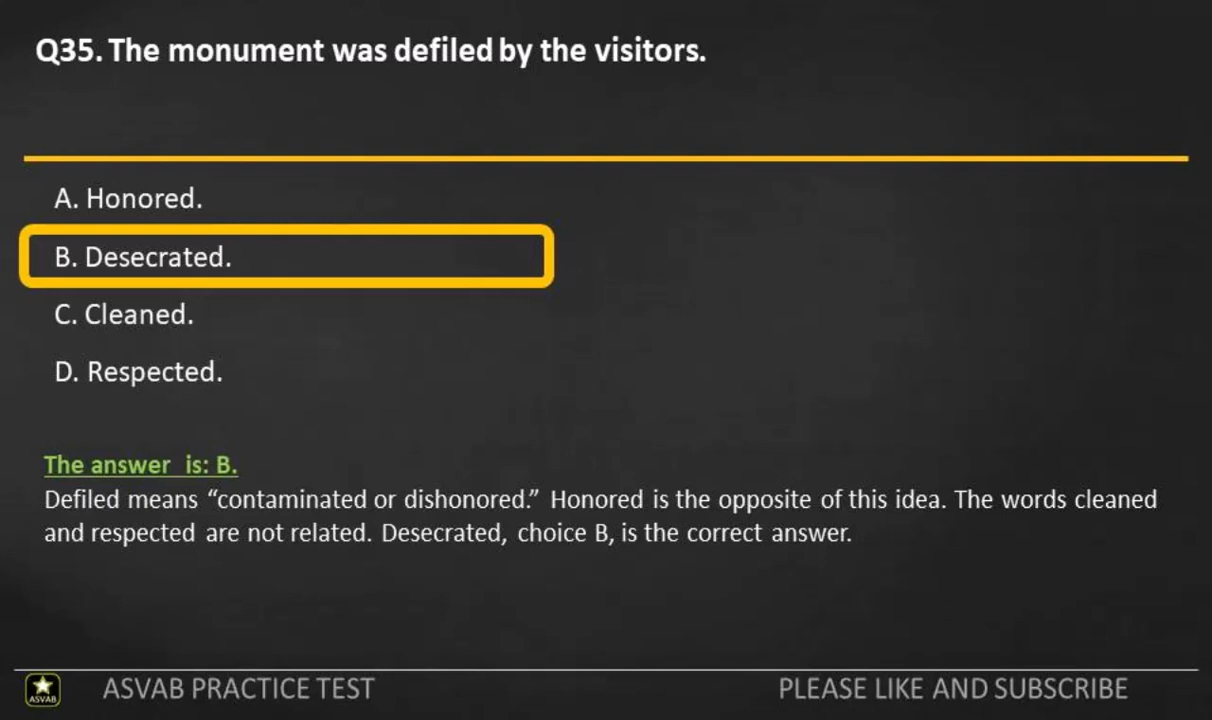 Q35. The monument was defiled by the visitors.
A. Honored.
B. Desecrated.
C. Cleaned.
D. Respected.
The answer is: B.
Defiled means “contaminated or dishonored.” Honored is the opposite of this idea. The words cleaned
and respected are not related. Desecrated, choice B, is the correct answer.
ASVAB
ASVAB PRACTICE TEST
PLEASE LIKE AND SUBSCRIBE